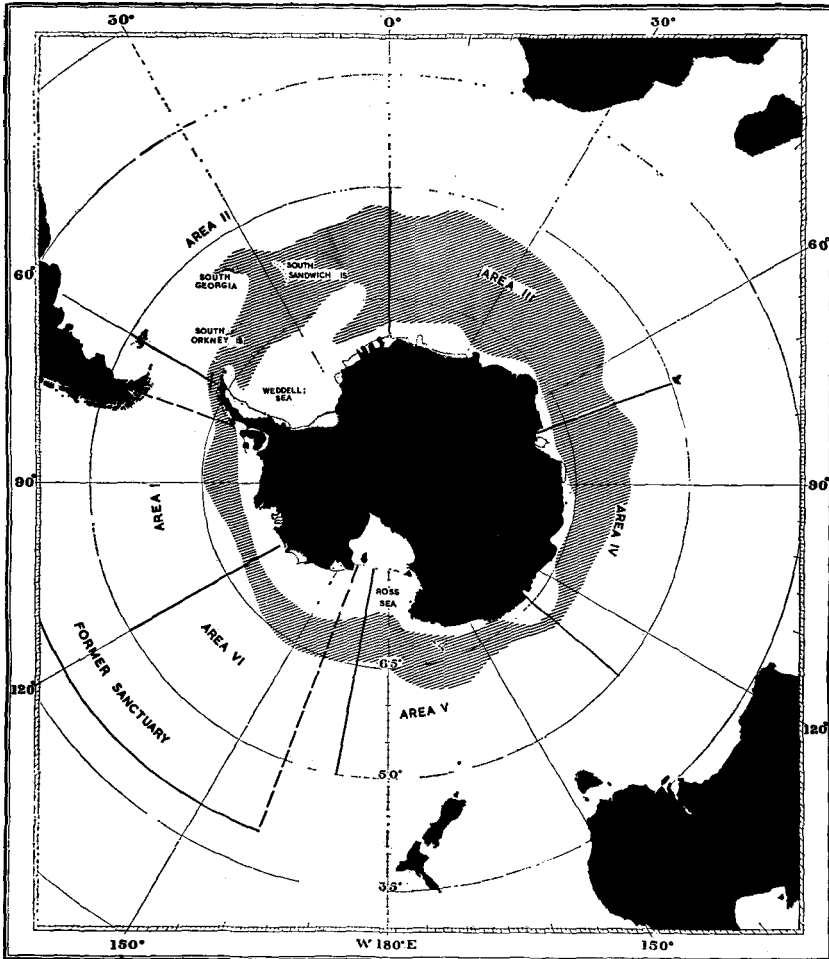 30°
0°
30°
60°
60°
AREA II
SOUTH
GEORGIA
SOUTH
SANDWICH IS
AREA III
SOUTH
ORKNEY IS
WEDDELL
SEA
90°
90°
AREA I
AREA IV
ROSS
SEA
AREA VI
FORMER SANCTUARY
65°
AREA V
120°
120°
50°
35°
150°
W 180°E
150°